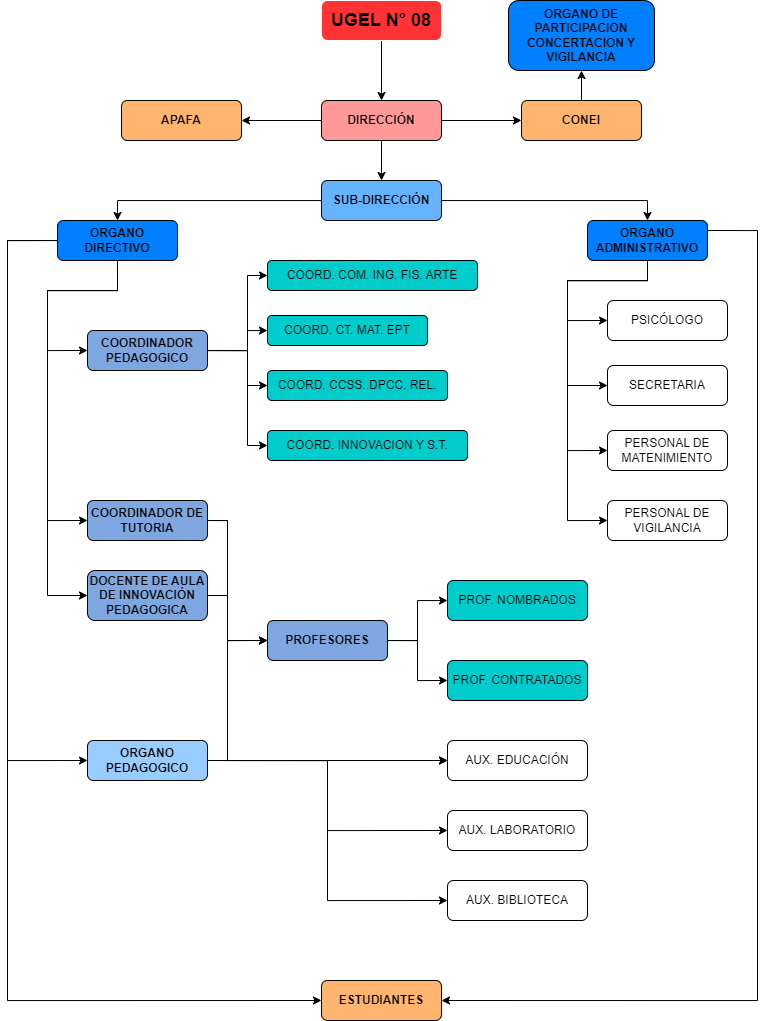 UGEL N° 08
ORGANO DE
PARTICIPACION
CONCERTACION Y
VIGILANCIA
APAFA
DIRECCIÓN
CONEI
SUB-DIRECCIÓN
ORGANO
DIRECTIVO
ORGANO
ADMINISTRATIVO
COORD. COM. ING. FIS. ARTE
COORDINADOR
PEDAGOGICO
COORD. CT. MAT. EPT
COORD. CCSS. DPCC. REL.
COORD. INNOVACION Y S.T.
PSICÓLOGO
SECRETARIA
PERSONAL DE
MATENIMIENTO
PERSONAL DE
VIGILANCIA
COORDINADOR DE
TUTORIA
DOCENTE DE AULA
DE INNOVACIÓN
PEDAGOGICA
PROFESORES
PROF. NOMBRADOS
PROF. CONTRATADOS
ORGANO
PEDAGOGICO
AUX. EDUCACIÓN
AUX. LABORATORIO
AUX. BIBLIOTECA
ESTUDIANTES